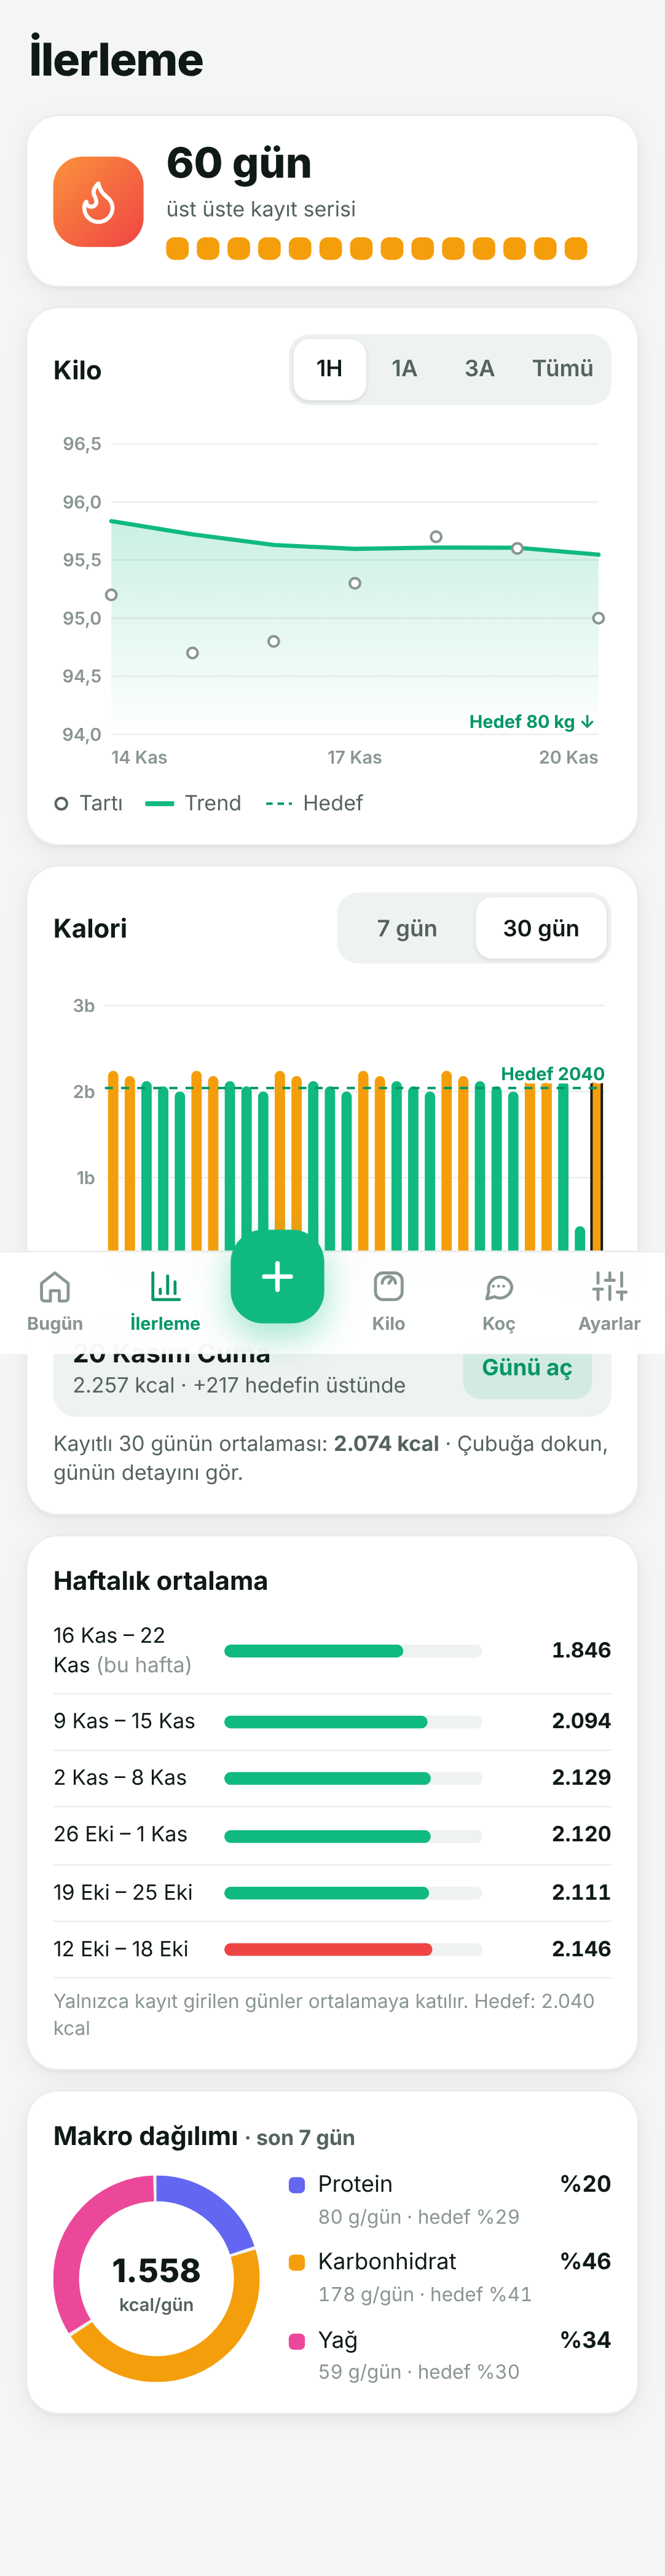 İlerleme
60 gün
üst üste kayıt serisi
Kilo
1H 1A 3A Tümü
96,5
96,0
95,5
95,0
94,5
94,0
Hedef 80 kg ↓
14 Kas 17 Kas 20 Kas
Tartı Trend Hedef
Kalori
7 gün 30 gün
3b
Hedef 2040
2b
1b
Bugün İlerleme Kilo Koç Ayarlar
20 Kasım Cuma
2.257 kcal · +217 hedefin üstünde
Günü aç
Kayıtlı 30 günün ortalaması: 2.074 kcal · Çubuğa dokun,
günün detayını gör.
Haftalık ortalama
16 Kas – 22
Kas (bu hafta)
1.846
9 Kas – 15 Kas 2.094
2 Kas – 8 Kas 2.129
26 Eki – 1 Kas 2.120
19 Eki – 25 Eki 2.111
12 Eki – 18 Eki 2.146
Yalnızca kayıt girilen günler ortalamaya katılır. Hedef: 2.040
kcal
Makro dağılımı · son 7 gün
1.558
kcal/gün
Protein %20
80 g/gün · hedef %29
Karbonhidrat %46
178 g/gün · hedef %41
Yağ %34
59 g/gün · hedef %30